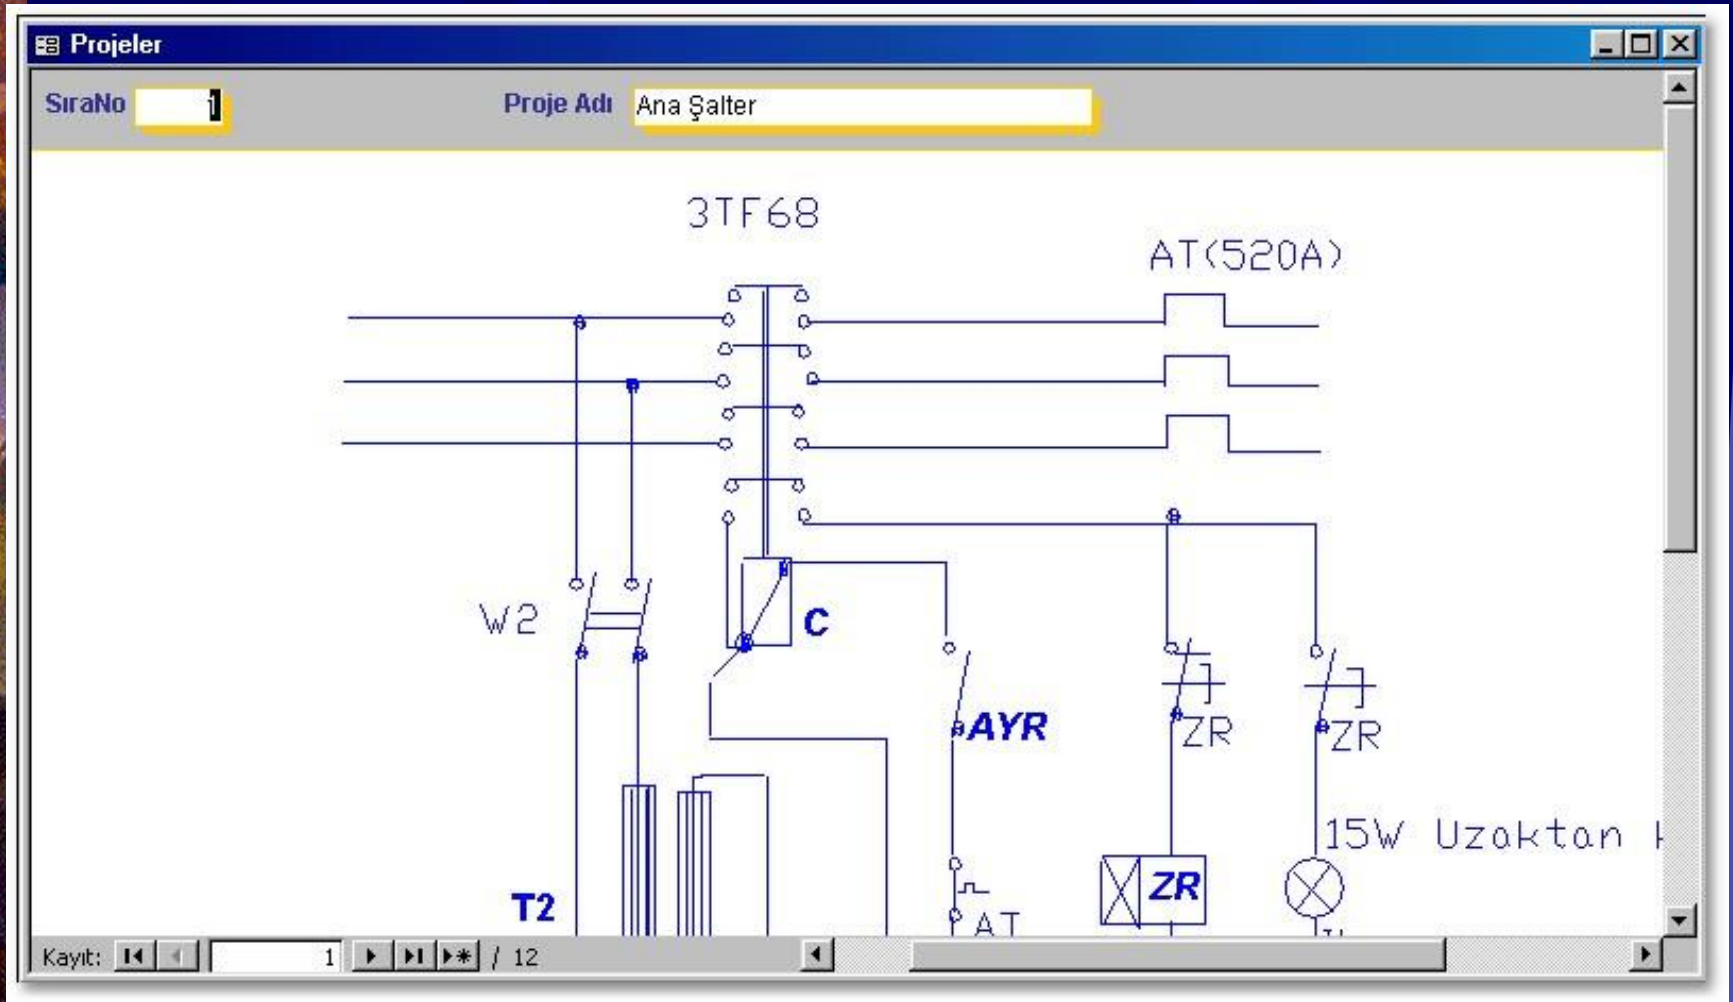 Projeler
SıraNo 1 Proje Adı Ana Şalter
3TF68
AT(520A)
W2
C
AYR
ZR
ZR
15W Uzaktan
T2
ZR
AT
Kayıt: 1 / 12